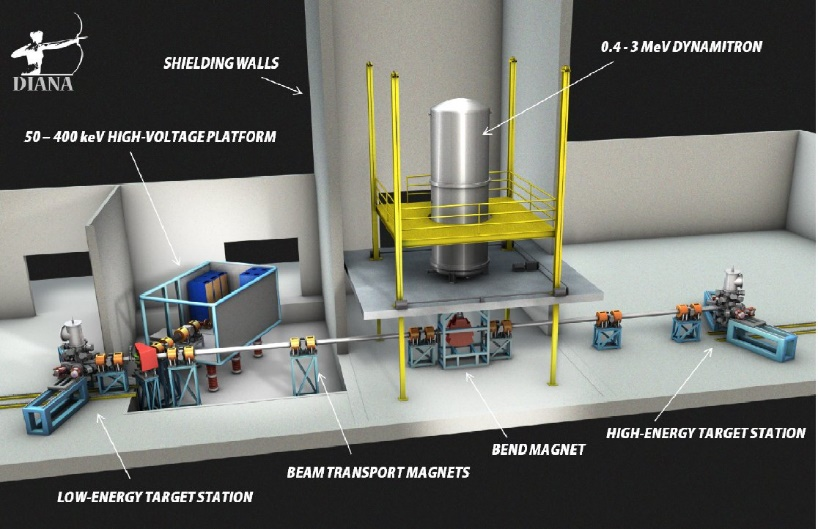 DIANA
SHIELDING WALLS
0.4 - 3 MeV DYNAMITRON
50 – 400 keV HIGH-VOLTAGE PLATFORM
HIGH-ENERGY TARGET STATION
BEND MAGNET
BEAM TRANSPORT MAGNETS
LOW-ENERGY TARGET STATION